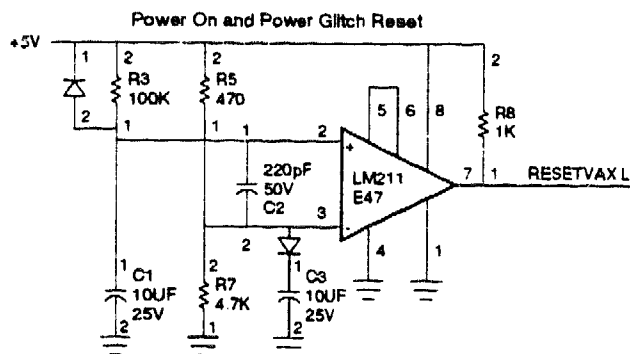 Power On and Power Glitch Reset
+5V
1
2
2
2
R3
100K
R5
470
5
6
8
R8
1K
2
1
1
1
2
+
220pF
50V
C2
LM211
E47
7
1
RESETVAX L
3
-
2
1
C1
10UF
25V
2
2
R7
4.7K
1
1
C3
10UF
25V
2
4
1